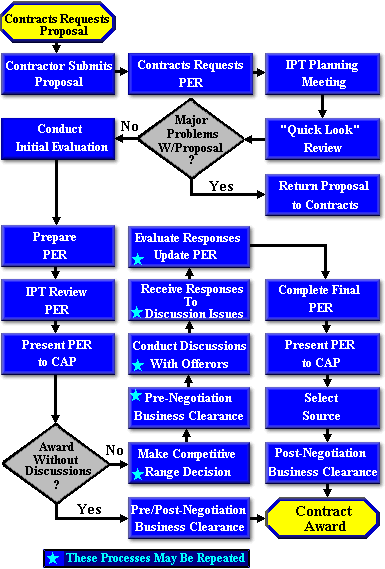 Contracts Requests
Proposal
Contractor Submits
Proposal
Contracts Requests
PER
IPT Planning
Meeting
"Quick Look"
Review
Major
Problems
W/Proposal
?
No
Yes
Return Proposal
to Contracts
Conduct
Initial Evaluation
Prepare
PER
IPT Review
PER
Present PER
to CAP
Award
Without
Discussions
?
No
Yes
Make Competitive
Range Decision
Pre-Negotiation
Business Clearance
Conduct Discussions
With Offerors
Receive Responses
To
Discussion Issues
Evaluate Responses
Update PER
Complete Final
PER
Present PER
to CAP
Select
Source
Post-Negotiation
Business Clearance
Pre/Post-Negotiation
Business Clearance
Contract
Award
These Processes May Be Repeated